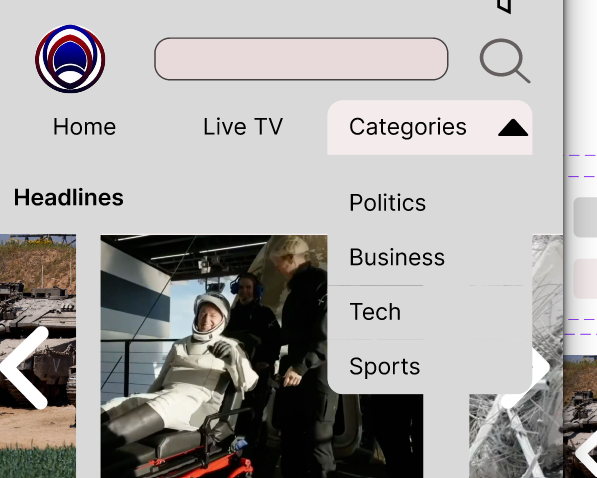 Home
Live TV
Categories
Headlines
Politics
Business
Tech
Sports